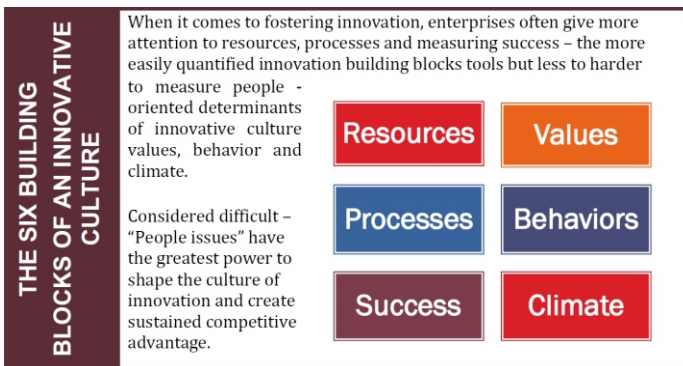 THE SIX BUILDING
BLOCKS OF AN INNOVATIVE
CULTURE
When it comes to fostering innovation, enterprises often give more
attention to resources, processes and measuring success – the more
easily quantified innovation building blocks tools but less to harder
to measure people -
oriented determinants
of innovative culture
values, behavior and
climate.
Considered difficult –
“People issues” have
the greatest power to
shape the culture of
innovation and create
sustained competitive
advantage.
Resources
Values
Processes
Behaviors
Success
Climate